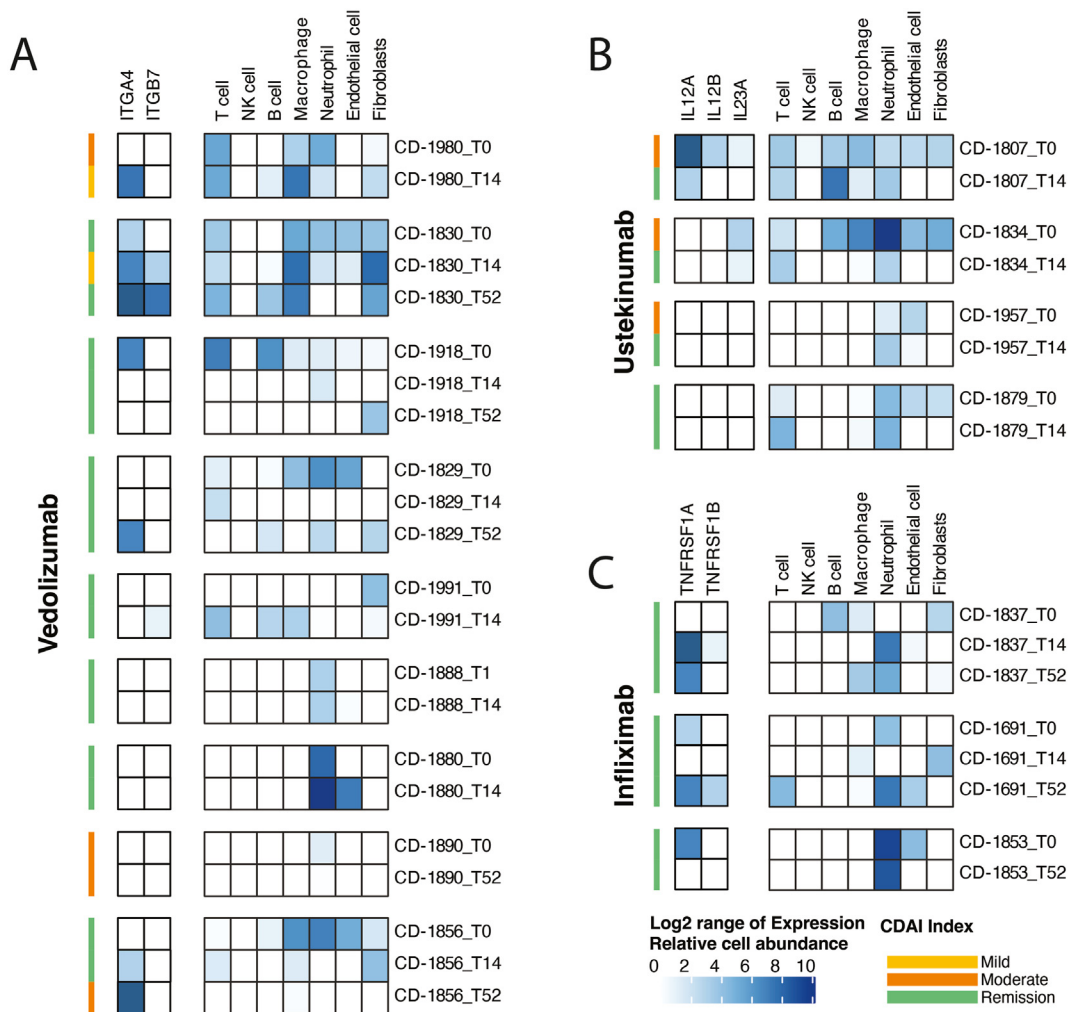 A
ITGA4
ITGB7
T cell
NK cell
B cell
Macrophage
Neutrophil
Endothelial cell
Fibroblasts
Vedolizumab
CD-1980_T0
CD-1980_T14
CD-1830_T0
CD-1830_T14
CD-1830_T52
CD-1918_T0
CD-1918_T14
CD-1918_T52
CD-1829_T0
CD-1829_T14
CD-1829_T52
CD-1991_T0
CD-1991_T14
CD-1888_T1
CD-1888_T14
CD-1880_T0
CD-1880_T14
CD-1890_T0
CD-1890_T52
CD-1856_T0
CD-1856_T14
CD-1856_T52
B
IL12A
IL12B
IL23A
T cell
NK cell
B cell
Macrophage
Neutrophil
Endothelial cell
Fibroblasts
Ustekinumab
CD-1807_T0
CD-1807_T14
CD-1834_T0
CD-1834_T14
CD-1957_T0
CD-1957_T14
CD-1879_T0
CD-1879_T14
C
TNFRSF1A
TNFRSF1B
T cell
NK cell
B cell
Macrophage
Neutrophil
Endothelial cell
Fibroblasts
Infliximab
CD-1837_T0
CD-1837_T14
CD-1837_T52
CD-1691_T0
CD-1691_T14
CD-1691_T52
CD-1853_T0
CD-1853_T52
Log2 range of Expression
Relative cell abundance
0 2 4 6 8 10
CDAI Index
Mild
Moderate
Remission